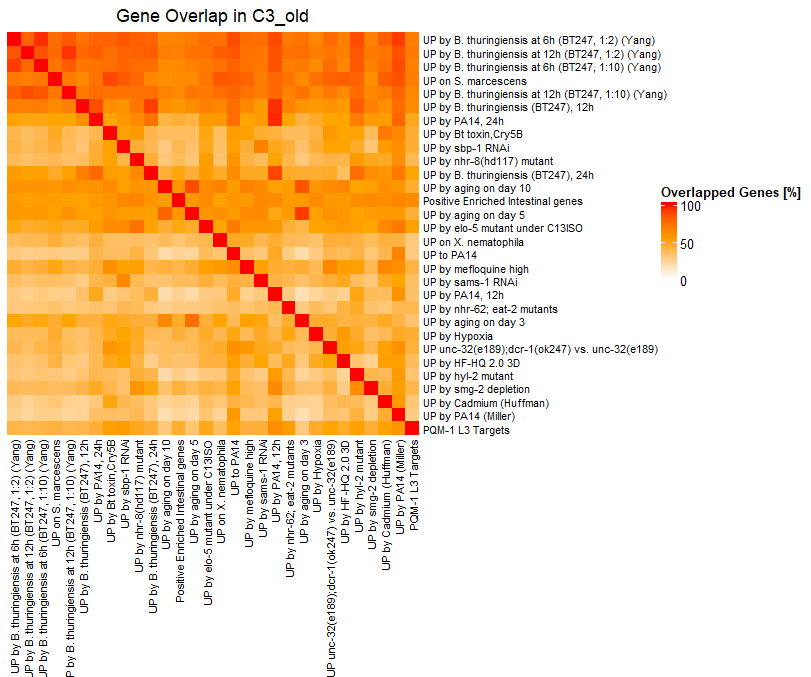 Gene Overlap in C3_old
UP by B. thuringiensis at 6h (BT247, 1:2) (Yang)
UP by B. thuringiensis at 12h (BT247, 1:2) (Yang)
UP by B. thuringiensis at 6h (BT247, 1:10) (Yang)
UP on S. marcescens
UP by B. thuringiensis at 12h (BT247, 1:10) (Yang)
UP by B. thuringiensis (BT247), 12h
UP by PA14, 24h
UP by Bt toxin,Cry5B
UP by sbp-1 RNAi
UP by nhr-8(hd117) mutant
UP by B. thuringiensis (BT247), 24h
UP by aging on day 10
Positive Enriched Intestinal genes
UP by aging on day 5
UP by elo-5 mutant under C13ISO
UP on X. nematophila
UP to PA14
UP by mefloquine high
UP by sams-1 RNAi
UP by PA14, 12h
UP by nhr-62; eat-2 mutants
UP by aging on day 3
UP by Hypoxia
UP unc-32(e189);dcr-1(ok247) vs. unc-32(e189)
UP by HF-HQ 2.0 3D
UP by hyl-2 mutant
UP by smg-2 depletion
UP by Cadmium (Huffman)
UP by PA14 (Miller)
PQM-1 L3 Targets
Overlapped Genes [%]
100
50
0
UP by B. thuringiensis at 6h (BT247, 1:2) (Yang)
UP by B. thuringiensis at 12h (BT247, 1:2) (Yang)
UP by B. thuringiensis at 6h (BT247, 1:10) (Yang)
UP on S. marcescens
P by B. thuringiensis at 12h (BT247, 1:10) (Yang)
UP by B. thuringiensis (BT247), 12h
UP by PA14, 24h
UP by Bt toxin,Cry5B
UP by sbp-1 RNAi
UP by nhr-8(hd117) mutant
UP by B. thuringiensis (BT247), 24h
UP by aging on day 10
Positive Enriched Intestinal genes
UP by aging on day 5
UP by elo-5 mutant under C13ISO
UP on X. nematophila
UP to PA14
UP by mefloquine high
UP by sams-1 RNAi
UP by PA14, 12h
UP by nhr-62; eat-2 mutants
UP by aging on day 3
UP by Hypoxia
UP unc-32(e189);dcr-1(ok247) vs. unc-32(e189)
UP by HF-HQ 2.0 3D
UP by hyl-2 mutant
UP by smg-2 depletion
UP by Cadmium (Huffman)
UP by PA14 (Miller)
PQM-1 L3 Targets